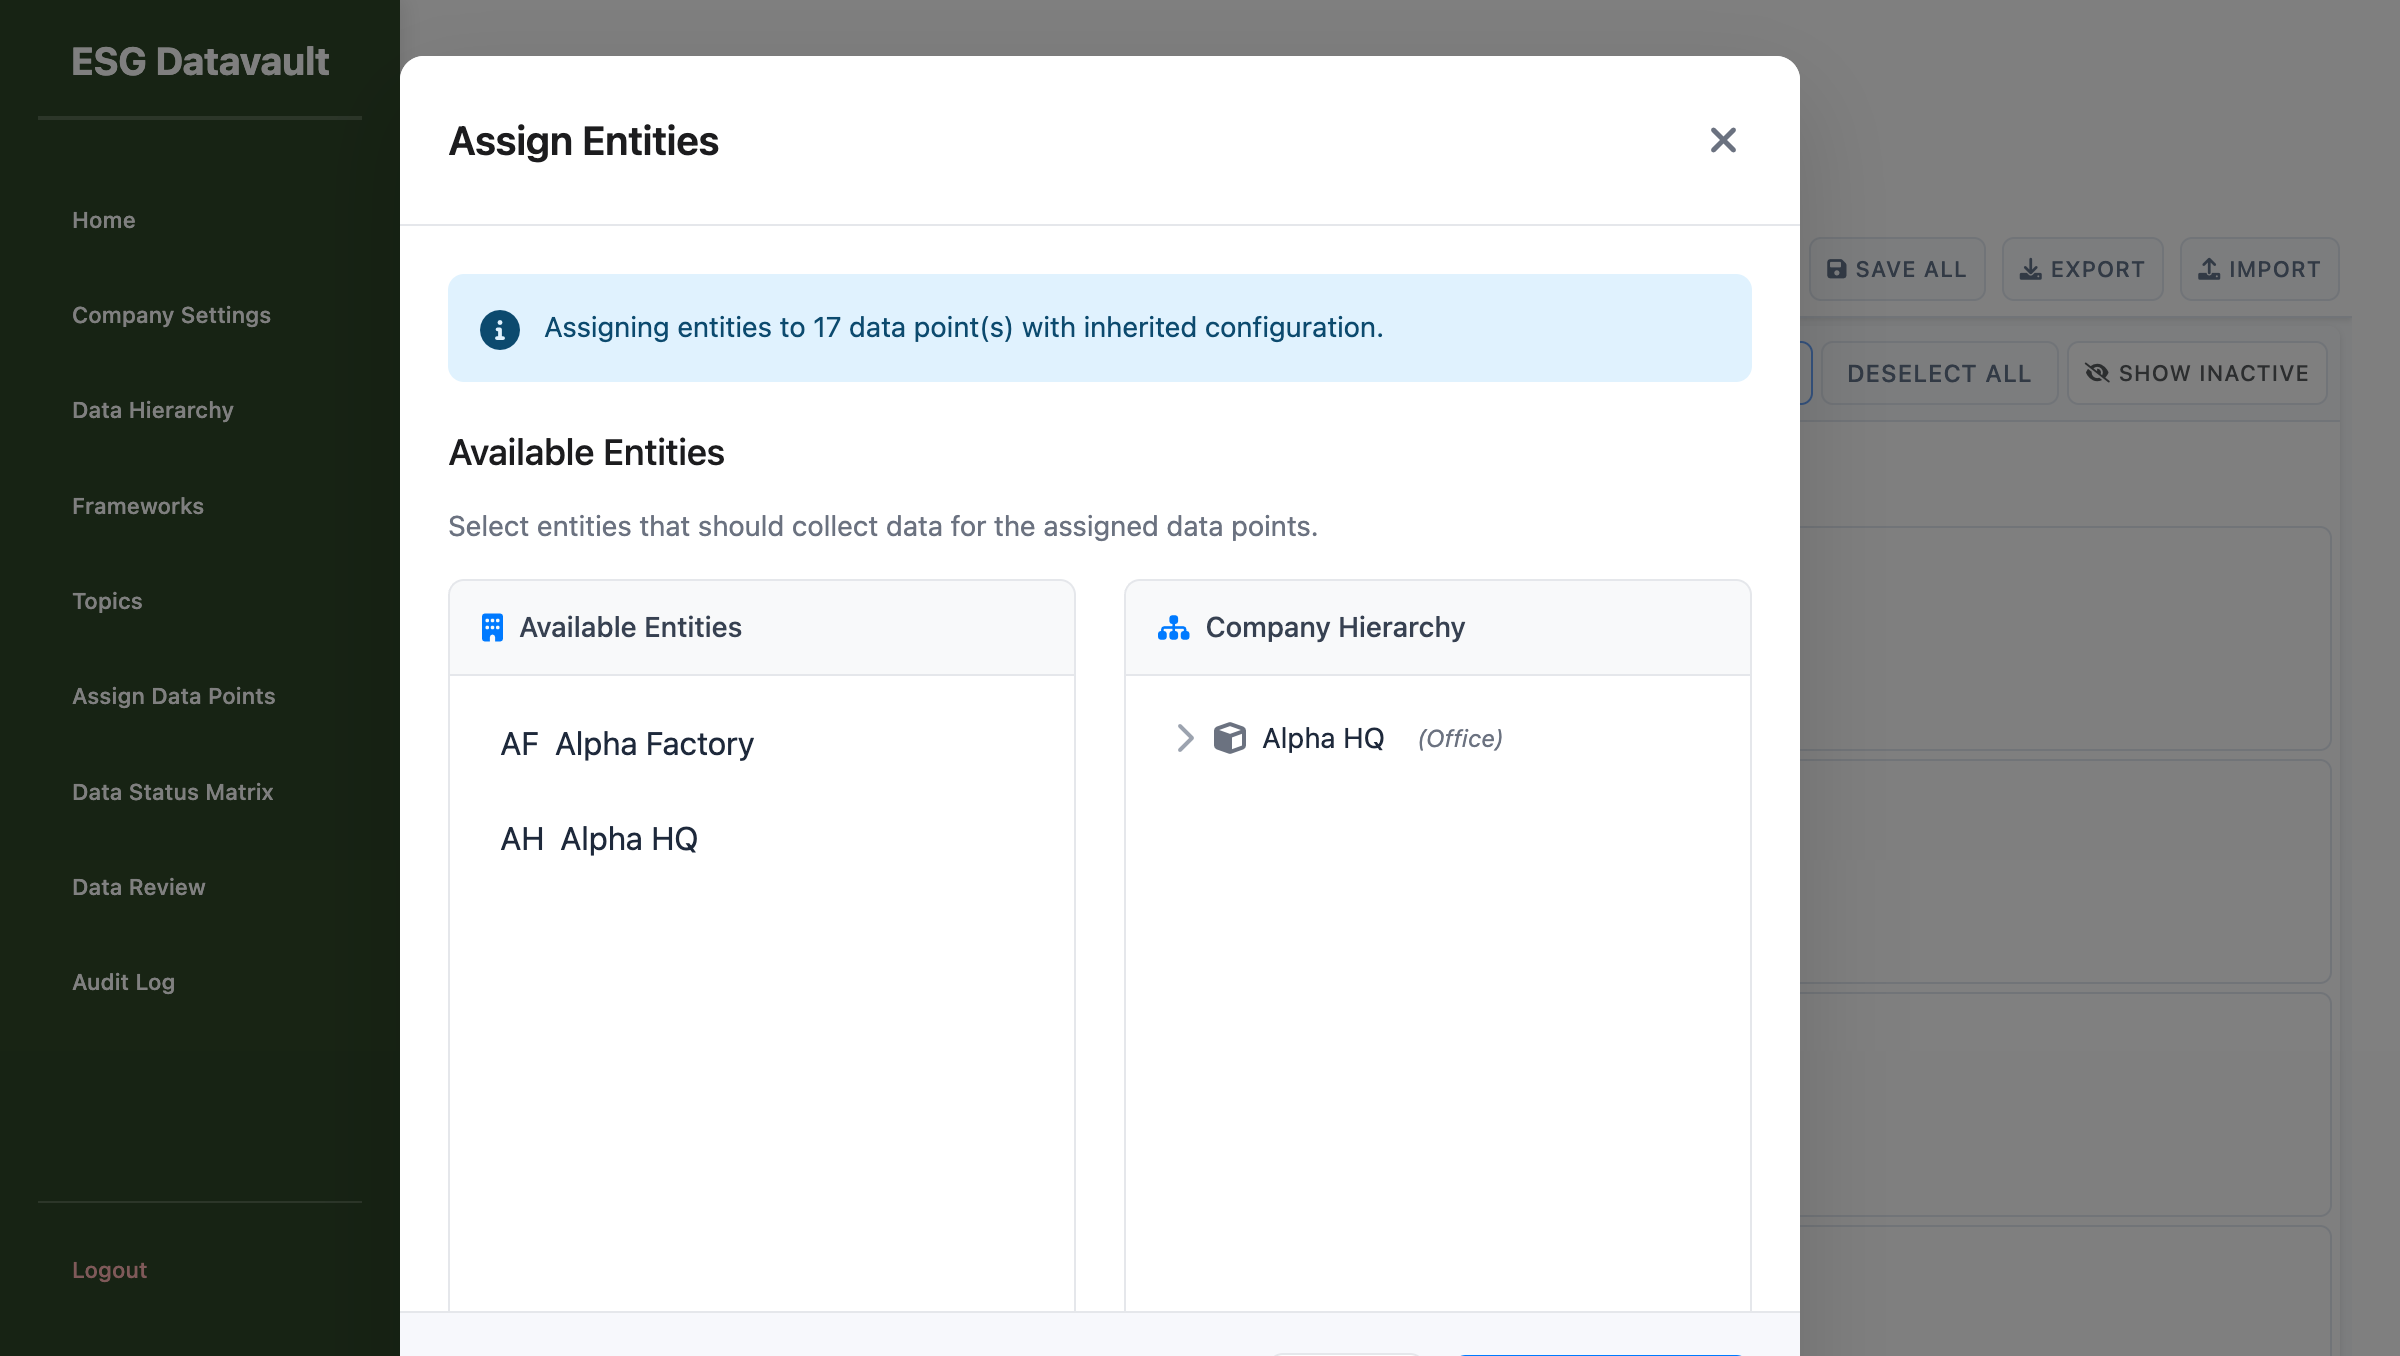 ESG Datavault
Home
Company Settings
Data Hierarchy
Frameworks
Topics
Assign Data Points
Data Status Matrix
Data Review
Audit Log
Logout
Assign Entities
Assigning entities to 17 data point(s) with inherited configuration.
Available Entities
Select entities that should collect data for the assigned data points.
Available Entities
AF Alpha Factory
AH Alpha HQ
Company Hierarchy
Alpha HQ (Office)
SAVE ALL
EXPORT
IMPORT
DESELECT ALL
SHOW INACTIVE